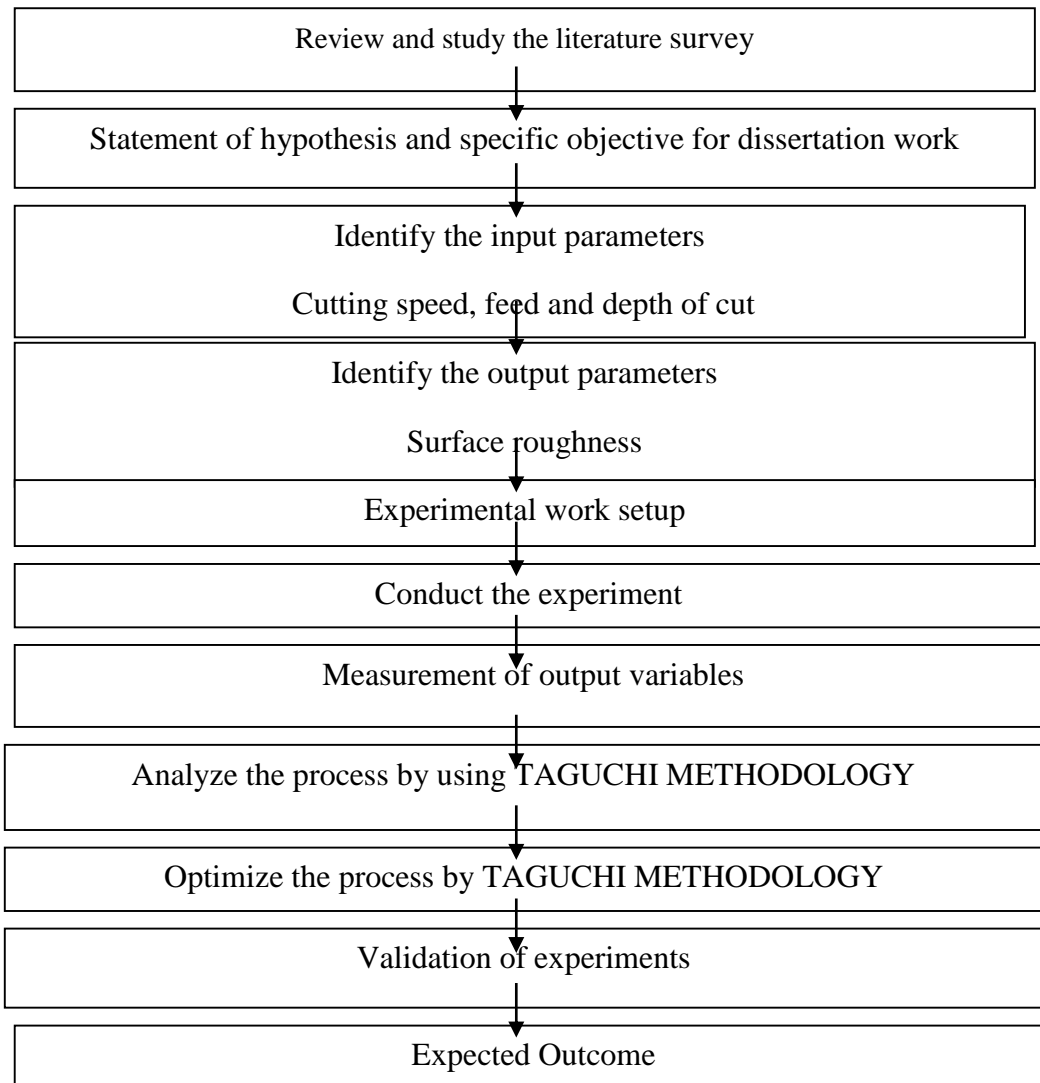 Review and study the literature survey
Statement of hypothesis and specific objective for dissertation work
Identify the input parameters
Cutting speed, feed and depth of cut
Identify the output parameters
Surface roughness
Experimental work setup
Conduct the experiment
Measurement of output variables
Analyze the process by using TAGUCHI METHODOLOGY
Optimize the process by TAGUCHI METHODOLOGY
Validation of experiments
Expected Outcome